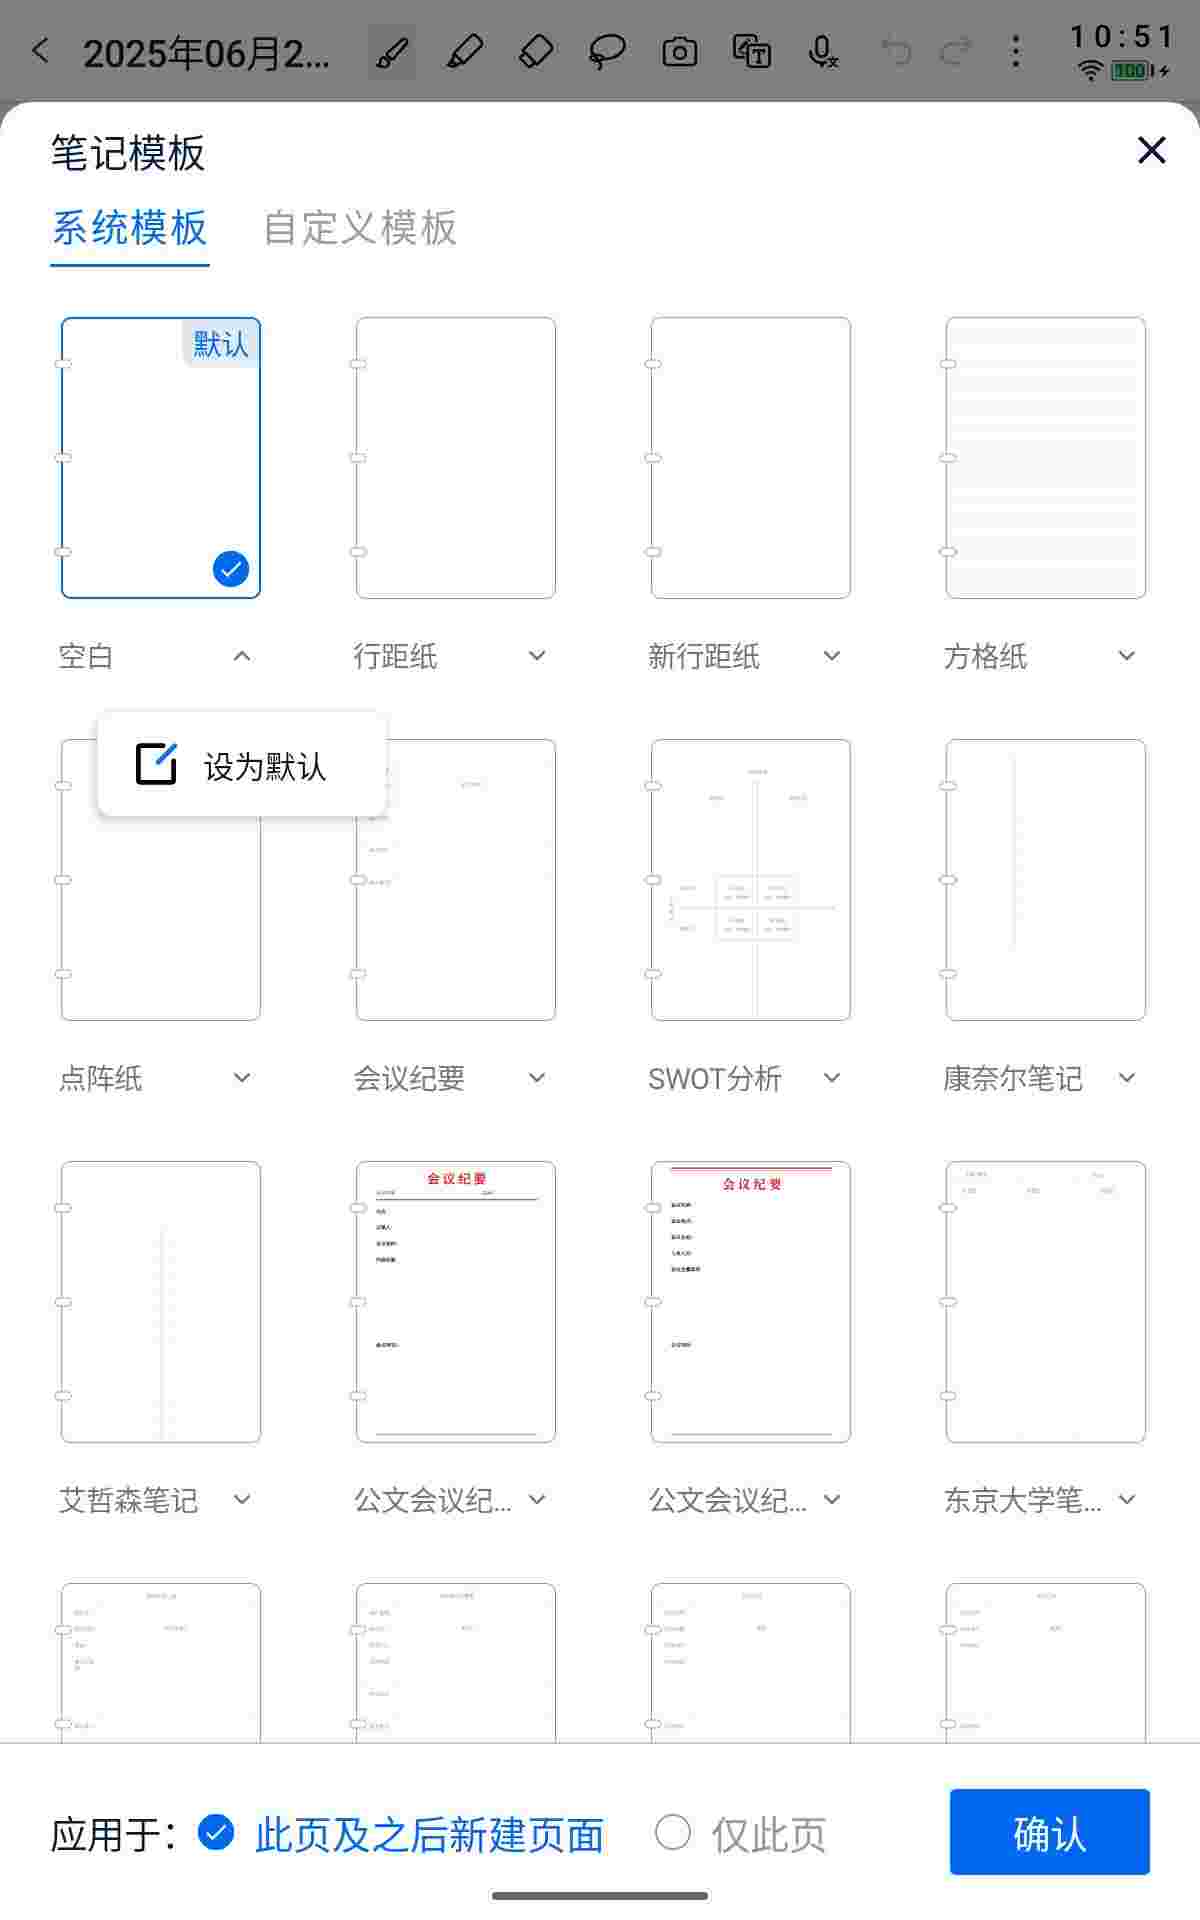 2025年06月2...
10:51
100
笔记模板
系统模板 自定义模板
默认
空白 行距纸 新行距纸 方格纸
设为默认
点阵纸 会议纪要 SWOT分析 康奈尔笔记
会议纪要 会议纪要
艾哲森笔记 公文会议纪... 公文会议纪... 东京大学笔...
应用于： 此页及之后新建页面 仅此页 确认